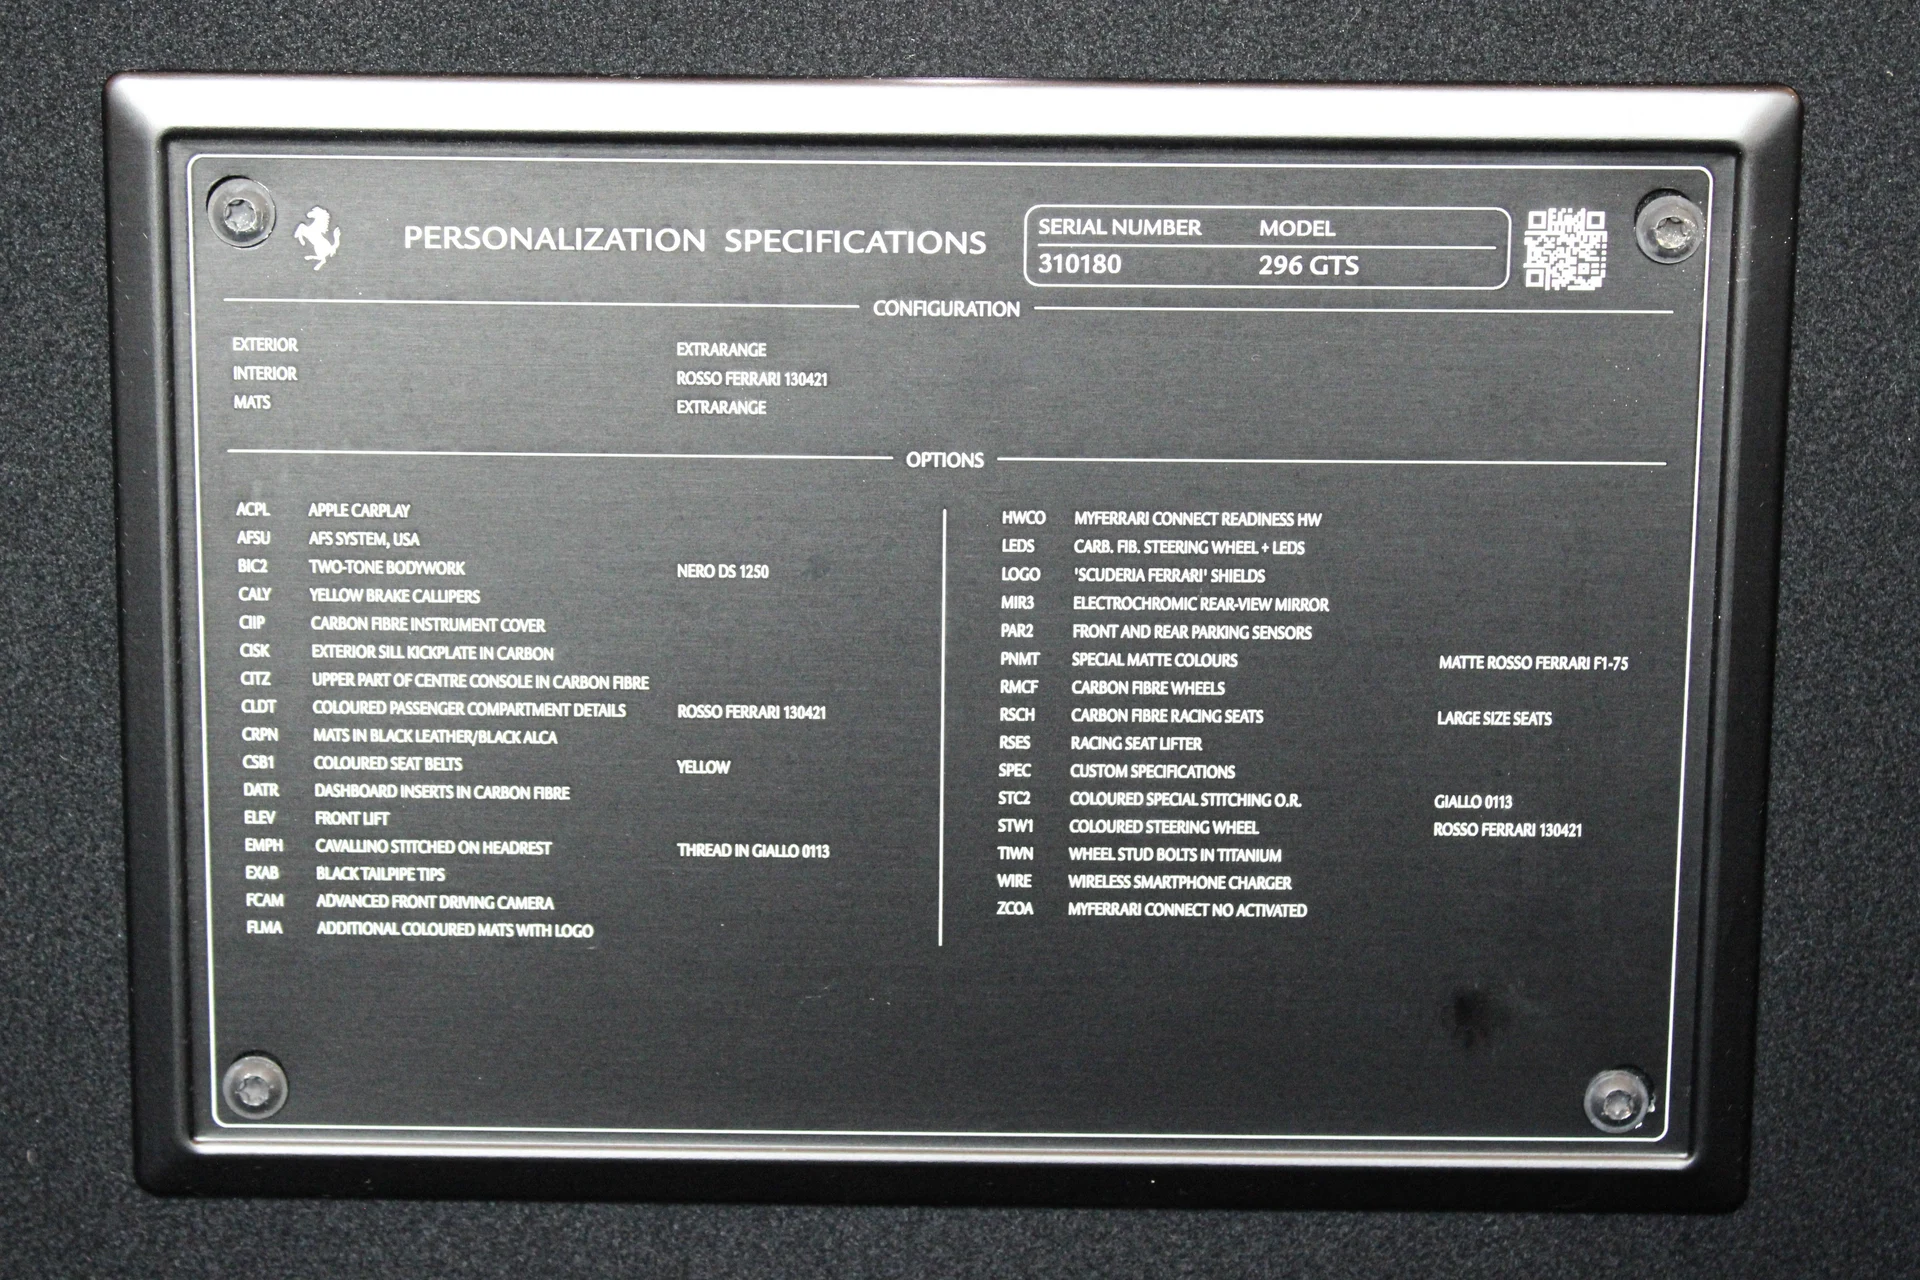 PERSONALIZATION SPECIFICATIONS
SERIAL NUMBER MODEL
310180 296 GTS
CONFIGURATION
EXTERIOR EXTRARANGE
INTERIOR ROSSO FERRARI 130421
MATS EXTRARANGE
OPTIONS
ACPL APPLE CARPLAY
AFSU AFS SYSTEM, USA
BIC2 TWO-TONE BODYWORK NERO DS 1250
CALY YELLOW BRAKE CALLIPERS
CIIP CARBON FIBRE INSTRUMENT COVER
CISK EXTERIOR SILL KICKPLATE IN CARBON
CITZ UPPER PART OF CENTRE CONSOLE IN CARBON FIBRE
CLDT COLOURED PASSENGER COMPARTMENT DETAILS ROSSO FERRARI 130421
CRPN MATS IN BLACK LEATHER/BLACK ALCA
CSB1 COLOURED SEAT BELTS YELLOW
DATR DASHBOARD INSERTS IN CARBON FIBRE
ELEV FRONT LIFT
EMPH CAVALLINO STITCHED ON HEADREST THREAD IN GIALLO 0113
EXAB BLACK TAILPIPE TIPS
FCAM ADVANCED FRONT DRIVING CAMERA
FLMA ADDITIONAL COLOURED MATS WITH LOGO
HWCO MYFERRARI CONNECT READINESS HW
LEDS CARB. FIB. STEERING WHEEL + LEDS
LOGO 'SCUDERIA FERRARI' SHIELDS
MIR3 ELECTROCHROMIC REAR-VIEW MIRROR
PAR2 FRONT AND REAR PARKING SENSORS
PNMT SPECIAL MATTE COLOURS MATTE ROSSO FERRARI F1-75
RMCF CARBON FIBRE WHEELS
RSCH CARBON FIBRE RACING SEATS LARGE SIZE SEATS
RSES RACING SEAT LIFTER
SPEC CUSTOM SPECIFICATIONS
STC2 COLOURED SPECIAL STITCHING O.R. GIALLO 0113
STW1 COLOURED STEERING WHEEL ROSSO FERRARI 130421
TIWN WHEEL STUD BOLTS IN TITANIUM
WIRE WIRELESS SMARTPHONE CHARGER
ZCOA MYFERRARI CONNECT NO ACTIVATED